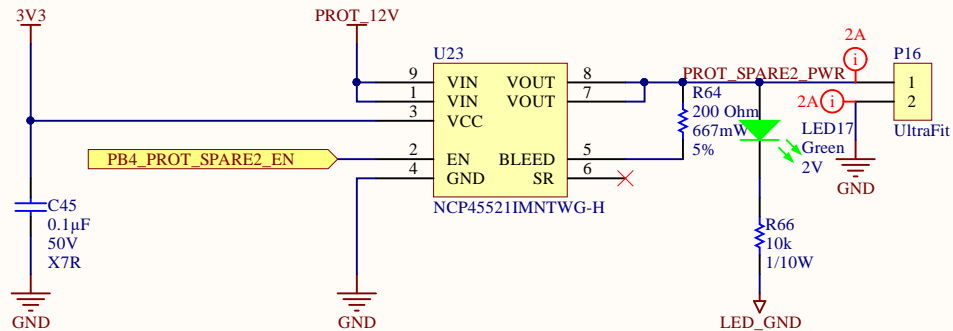 3V3
PROT_12V
2A
P16
U23
9 VIN VOUT 8
PROT_SPARE2_PWR
1
1 VIN VOUT 7
R64
2A
2
3 VCC
200 Ohm
LED17
UltraFit
667mW
Green
PB4_PROT_SPARE2_EN
2 EN BLEED 5
5%
2V
4 GND SR 6
GND
NCP45521IMNTWG-H
C45
0.1µF
50V
X7R
R66
10k
1/10W
GND
GND
LED_GND